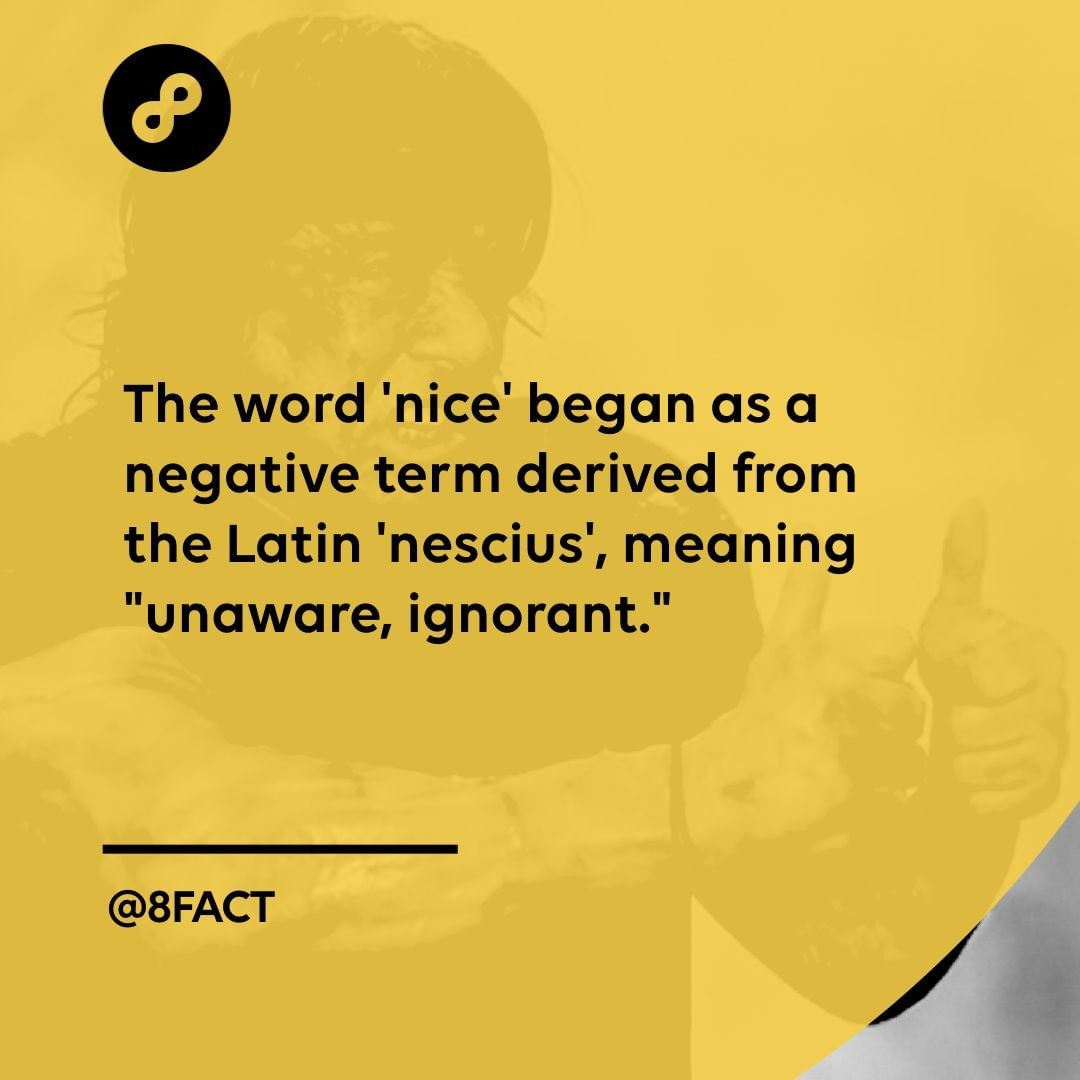 The word 'nice' began as a
negative term derived from
the Latin 'nescius', meaning
"unaware, ignorant."
@8FACT